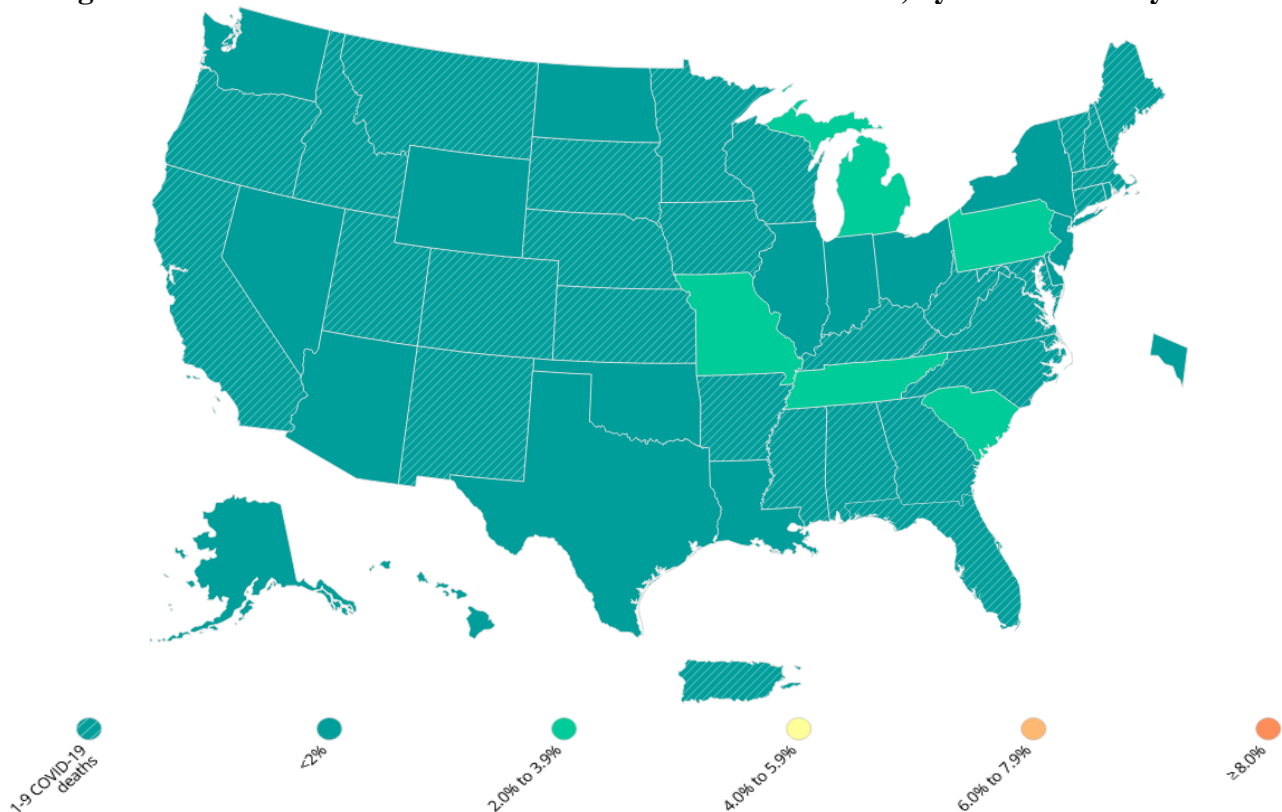 1-9 COVID-19
deaths
<2%
2.0% to 3.9%
4.0% to 5.9%
6.0% to 7.9%
≥8.0%